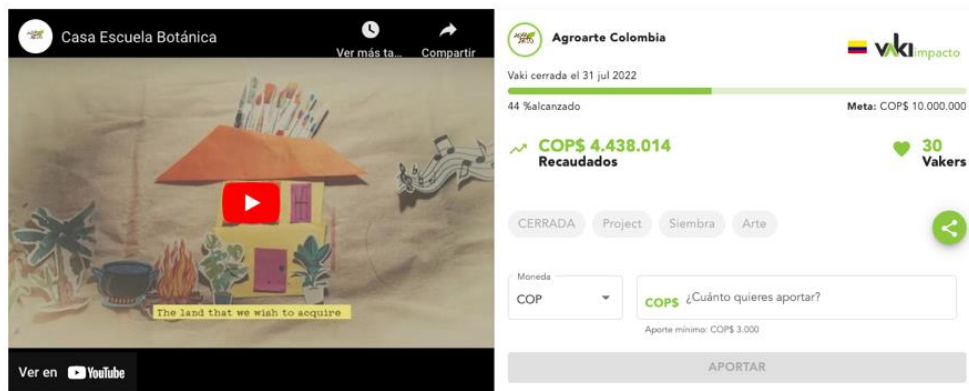 Casa Escuela Botánica
Ver más ta...
Compartir
The land that we wish to acquire
Ver en YouTube
Agroarte Colombia
vaki impacto
Vaki cerrada el 31 jul 2022
44 %alcanzado
Meta: COP$ 10.000.000
COP$ 4.438.014
Recaudados
30
Vakers
CERRADA
Project
Siembra
Arte
Moneda
COP
COP$ ¿Cuánto quieres aportar?
Aporte mínimo: COP$ 3.000
APORTAR